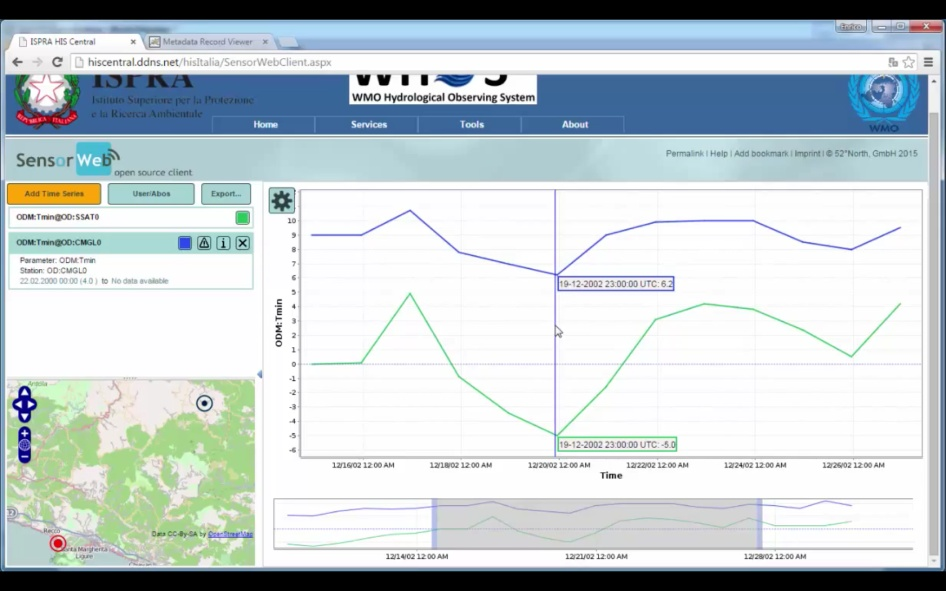 Enrico
ISPRA HIS Central
Metadata Record Viewer
hiscentral.ddns.net/hisItalia/SensorWebClient.aspx
ISPRA
Istituto Superiore per la Protezione
e la Ricerca Ambientale
WHOS
WMO Hydrological Observing System
WMO
Home Services Tools About
Sensor Web
open source client
Permalink | Help | Add bookmark | Imprint | © 52°North, GmbH 2015
Add Time Series User/Abos Export...
ODM:Tmin@OD:SSAT0
ODM:Tmin@OD:CMGL0
Parameter: ODM:Tmin
Station: OD:CMGL0
22.02.2000 00:00 (4.0 ) to No data available
ODM:Tmin
10
9
8
7
6
5
4
3
2
1
0
-1
-2
-3
-4
-5
-6
19-12-2002 23:00:00 UTC: 6.2
19-12-2002 23:00:00 UTC: -5.0
12/16/02 12:00 AM 12/18/02 12:00 AM 12/20/02 12:00 AM 12/22/02 12:00 AM 12/24/02 12:00 AM 12/26/02 12:00 AM
Time
12/14/02 12:00 AM 12/21/02 12:00 AM 12/28/02 12:00 AM
Recco
Santa Margherita
Ligure
Data CC-By-SA by OpenStreetMap